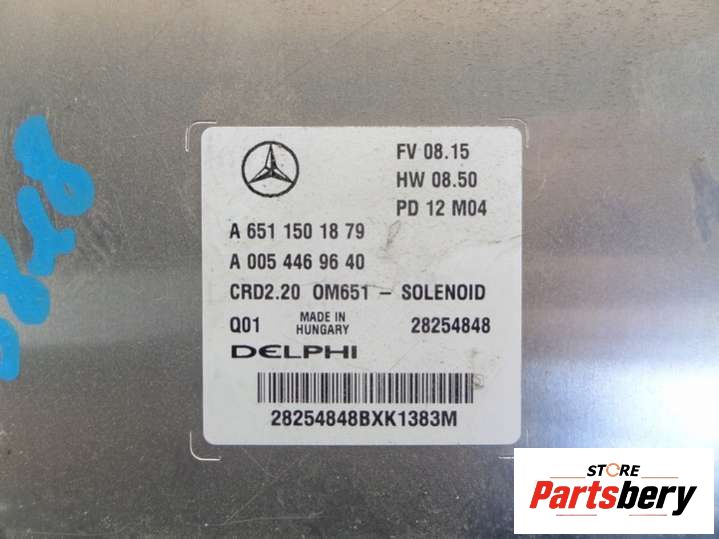 FV 08.15
HW 08.50
PD 12 M04
A 651 150 18 79
A 005 446 96 40
CRD2.20 OM651 – SOLENOID
Q01 MADE IN HUNGARY 28254848
DELPHI
28254848BXK1383M
STORE
Partsbery